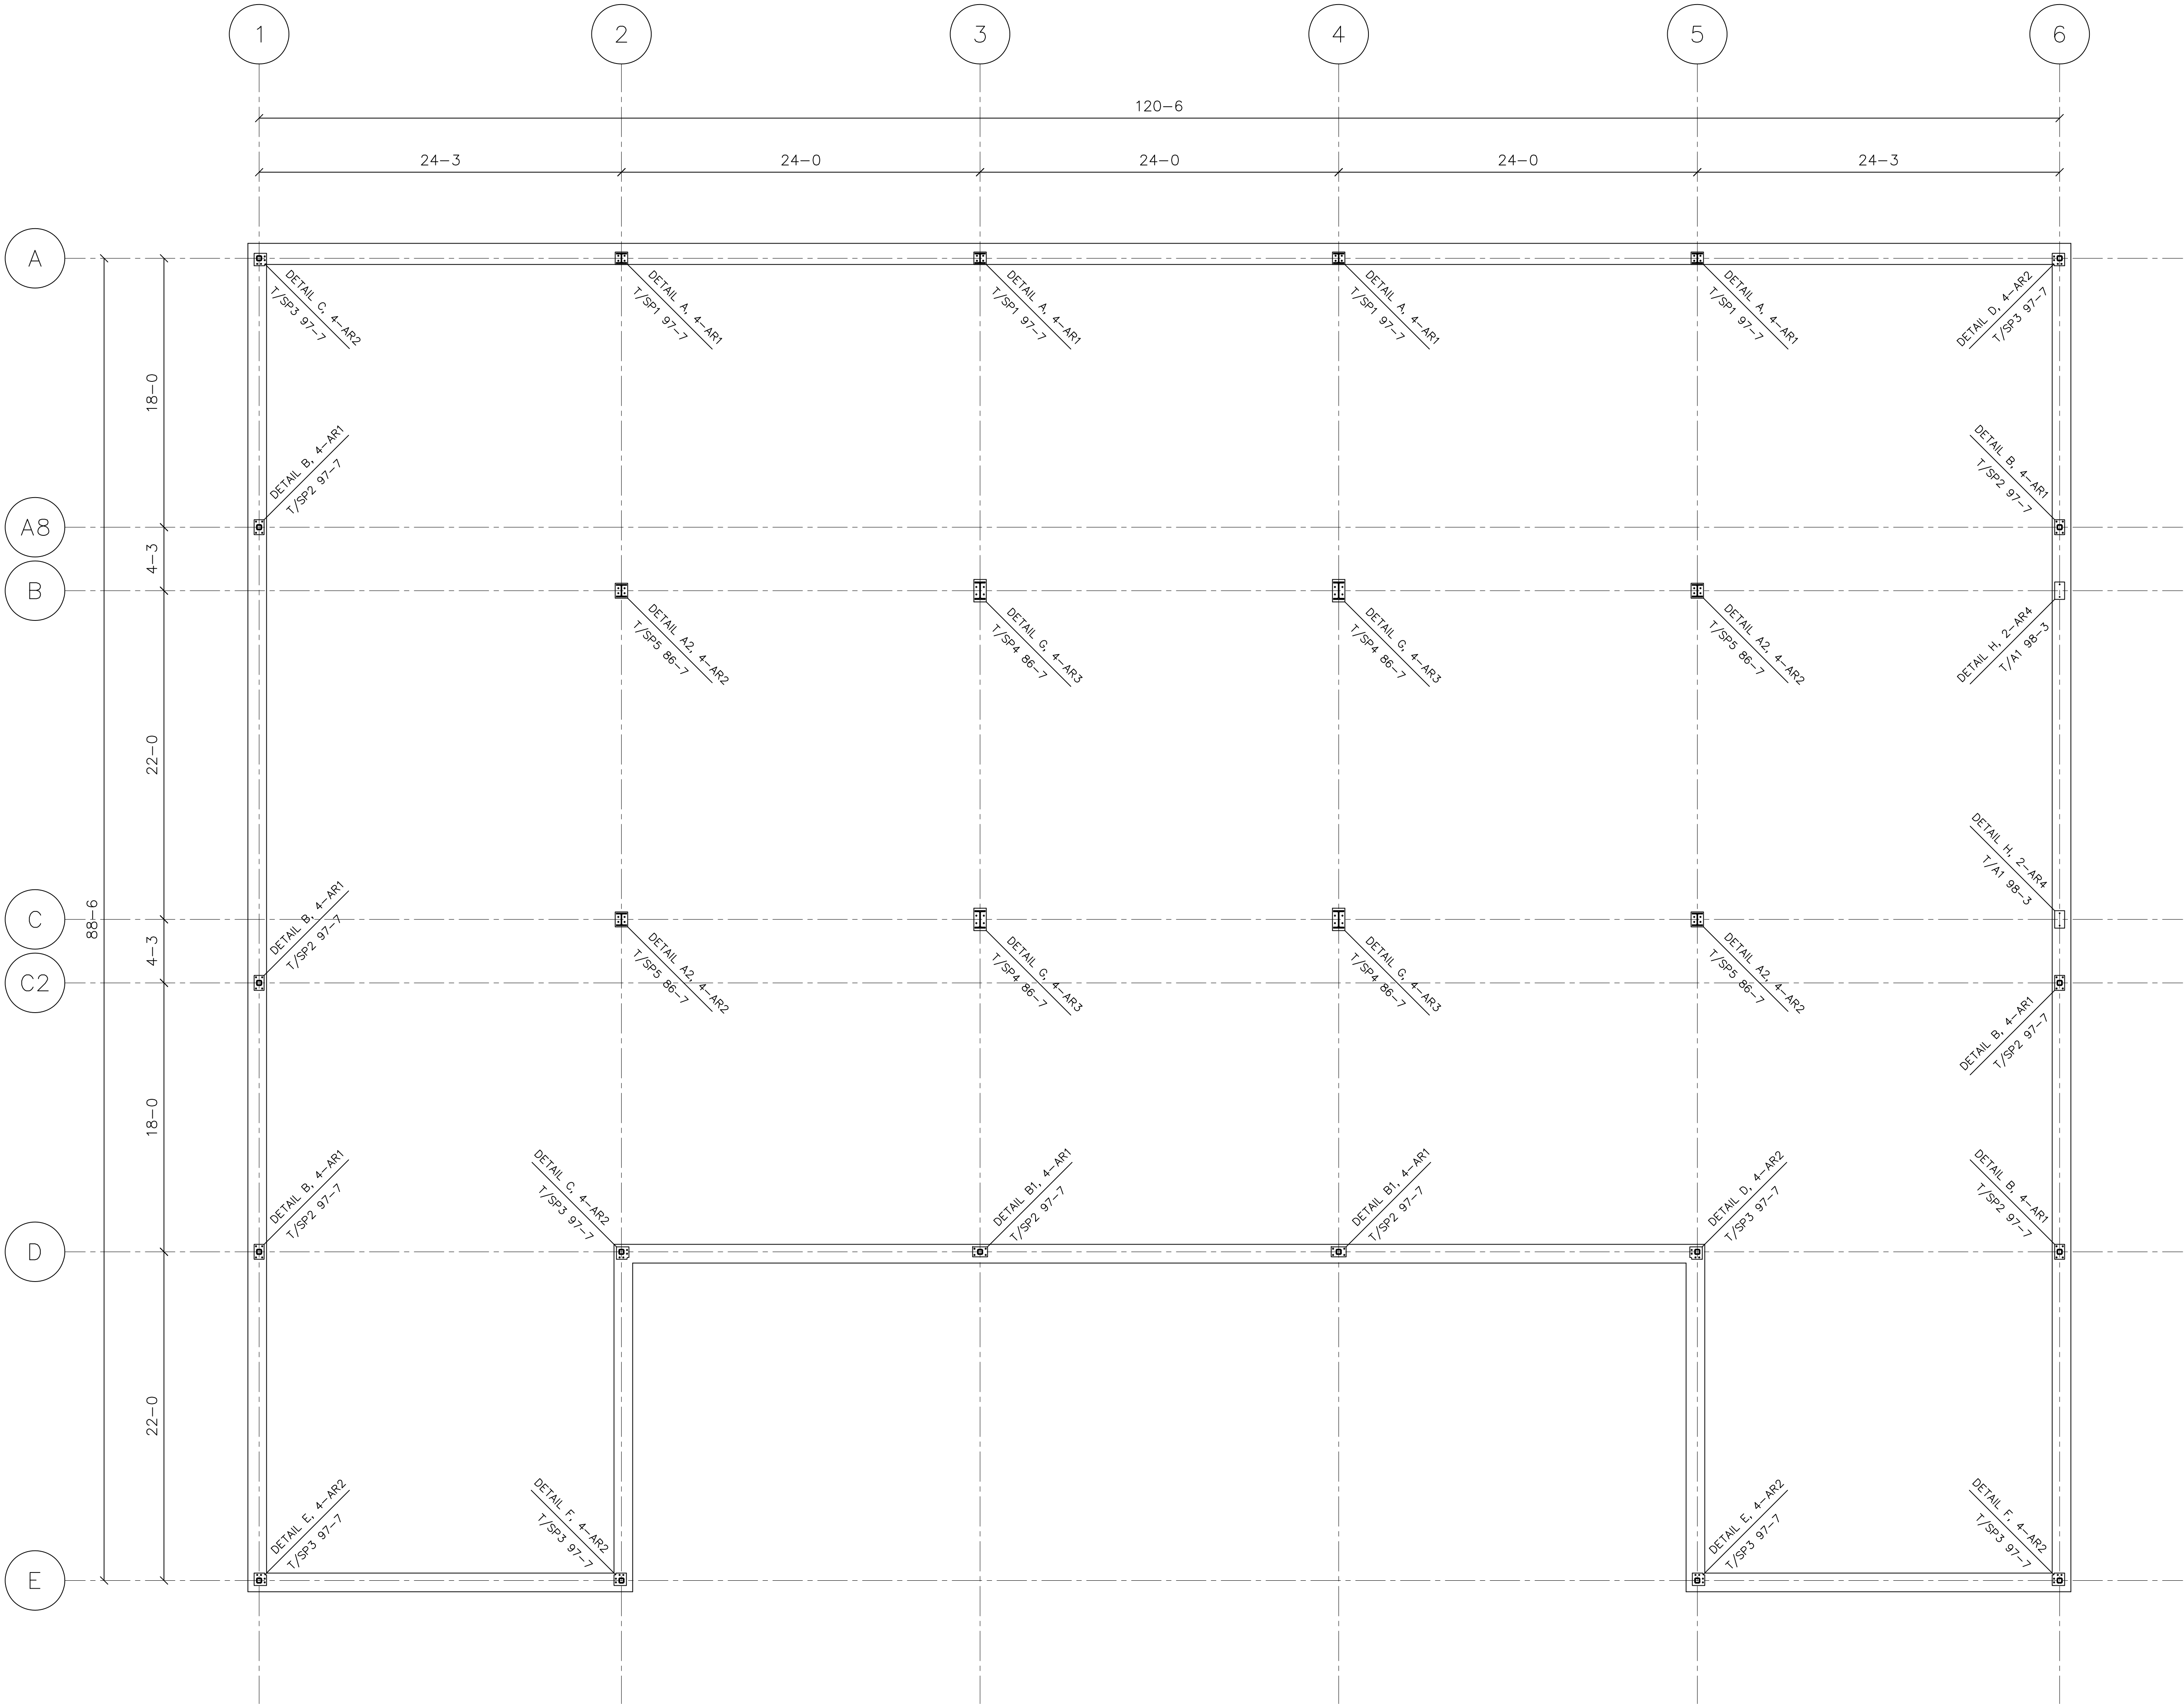 1
2
3
4
5
6
120-6
24-3
24-0
24-0
24-0
24-3
A
DETAIL C, 4-AR2
T/SP3 97-7
DETAIL A, 4-AR1
T/SP1 97-7
DETAIL A, 4-AR1
T/SP1 97-7
DETAIL A, 4-AR1
T/SP1 97-7
DETAIL A, 4-AR1
T/SP1 97-7
DETAIL D, 4-AR2
T/SP3 97-7
18-0
DETAIL B, 4-AR1
T/SP2 97-7
DETAIL B, 4-AR1
T/SP2 97-7
A8
4-3
B
DETAIL A2, 4-AR2
T/SP5 86-7
DETAIL G, 4-AR3
T/SP4 86-7
DETAIL G, 4-AR3
T/SP4 86-7
DETAIL A2, 4-AR2
T/SP5 86-7
DETAIL H, 2-AR4
T/A1 98-3
22-0
DETAIL H, 2-AR4
T/A1 98-3
88-6
DETAIL B, 4-AR1
T/SP2 97-7
C
4-3
C2
DETAIL A2, 4-AR2
T/SP5 86-7
DETAIL G, 4-AR3
T/SP4 86-7
DETAIL G, 4-AR3
T/SP4 86-7
DETAIL A2, 4-AR2
T/SP5 86-7
DETAIL B, 4-AR1
T/SP2 97-7
18-0
DETAIL B, 4-AR1
T/SP2 97-7
DETAIL C, 4-AR2
T/SP3 97-7
DETAIL B1, 4-AR1
T/SP2 97-7
DETAIL B1, 4-AR1
T/SP2 97-7
DETAIL D, 4-AR2
T/SP3 97-7
DETAIL B, 4-AR1
T/SP2 97-7
D
22-0
DETAIL E, 4-AR2
T/SP3 97-7
DETAIL F, 4-AR2
T/SP3 97-7
DETAIL E, 4-AR2
T/SP3 97-7
DETAIL F, 4-AR2
T/SP3 97-7
E